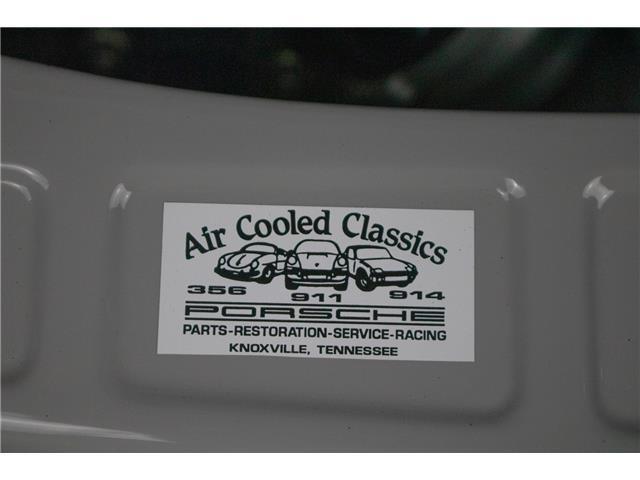 Air Cooled Classics
356 911 914
PORSCHE
PARTS-RESTORATION-SERVICE-RACING
KNOXVILLE, TENNESSEE